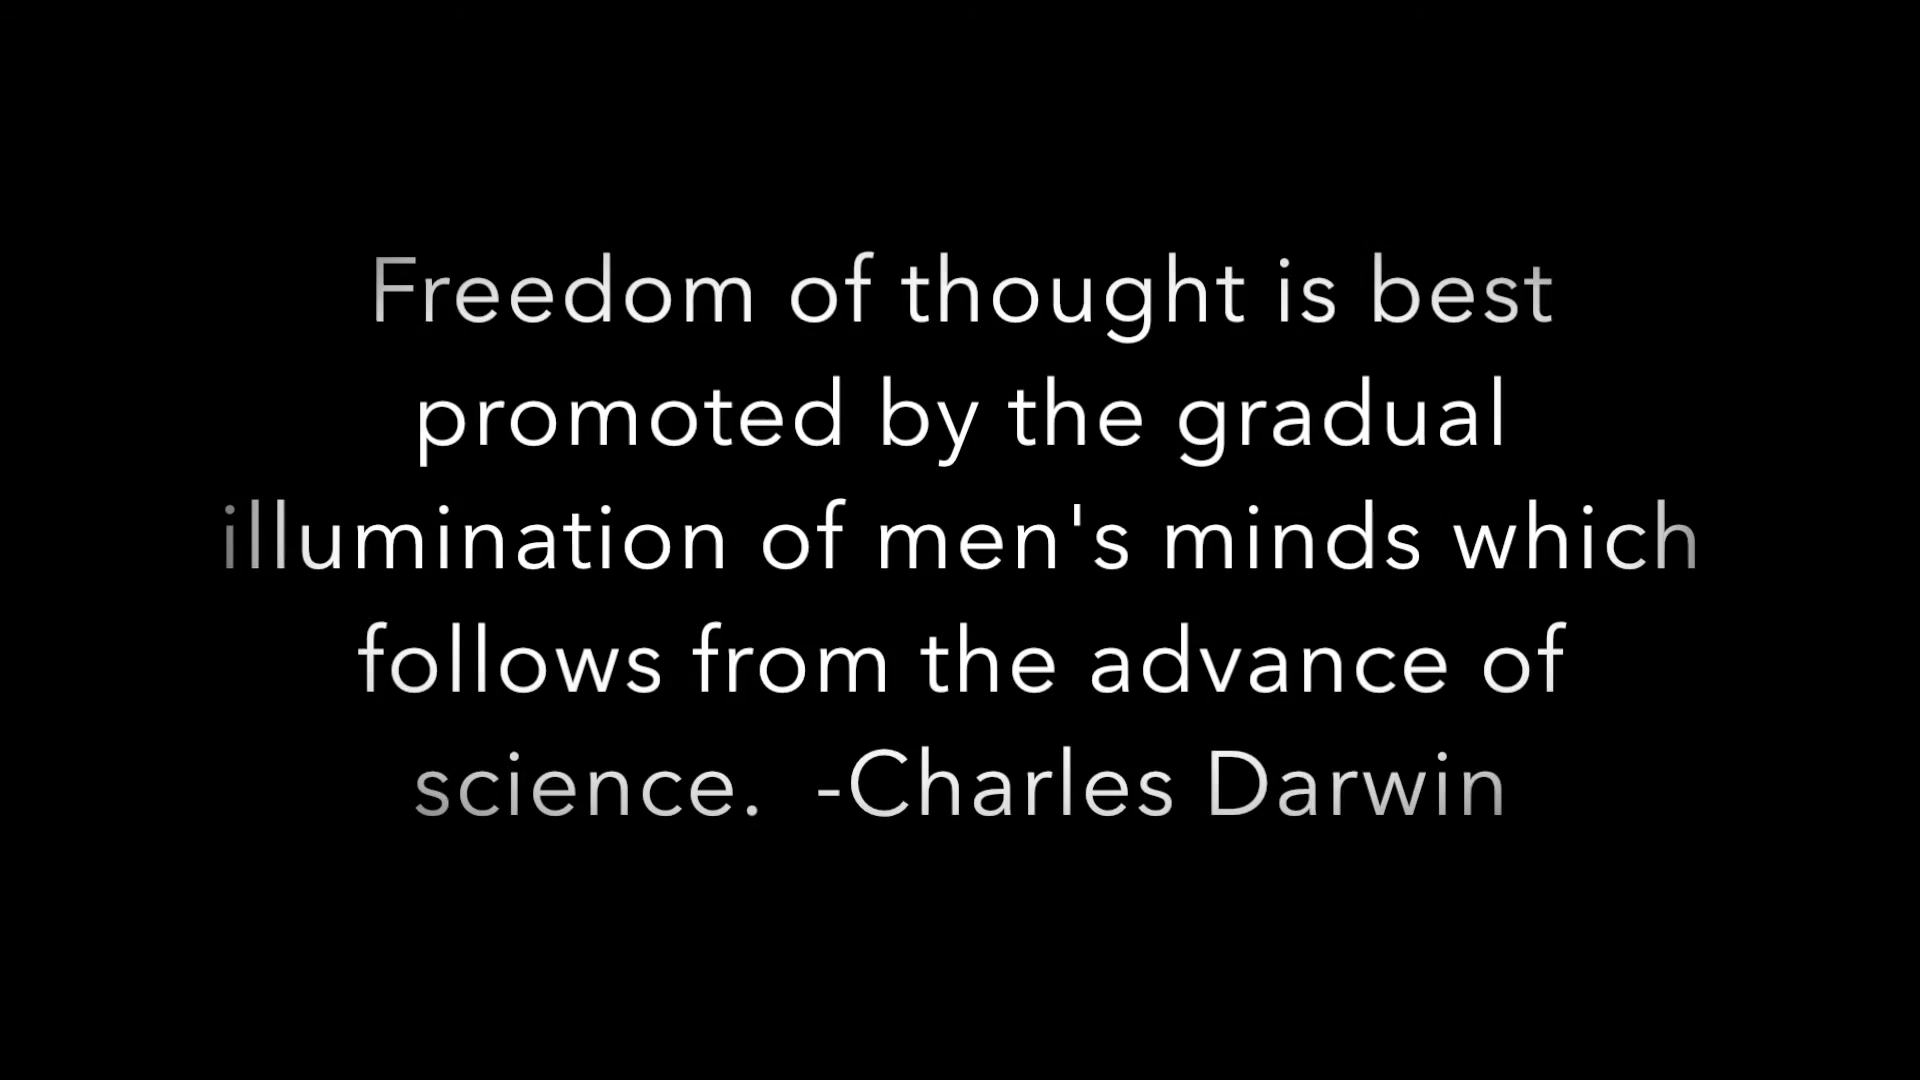 Freedom of thought is best
promoted by the gradual
illumination of men's minds which
follows from the advance of
science.  -Charles Darwin